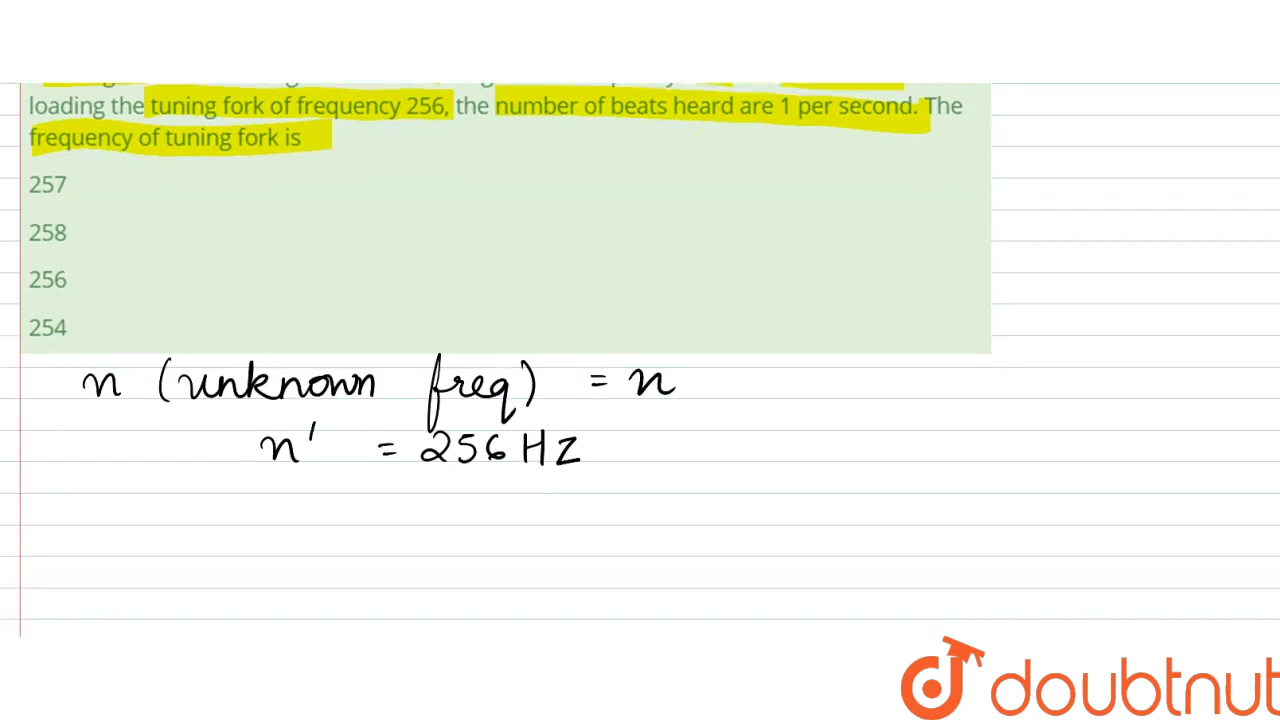 loading the tuning fork of frequency 256, the number of beats heard are 1 per second. The
frequency of tuning fork is
257
258
256
254
n (unknown freq) = n
n' = 256 HZ
doubtnut